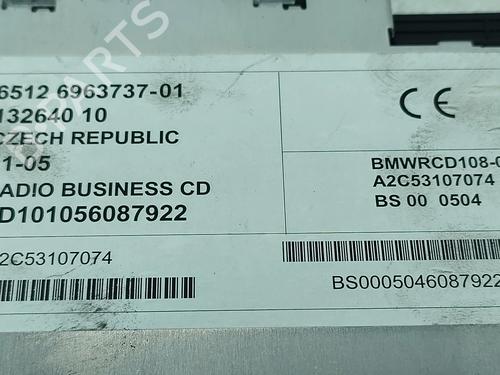 6512 6963737-01
132640 10
CZECH REPUBLIC
1-05
ADIO BUSINESS CD
D101056087922
2C53107074
CE
BMWRCD108-0
A2C53107074
BS 00 0504
BS0005046087922